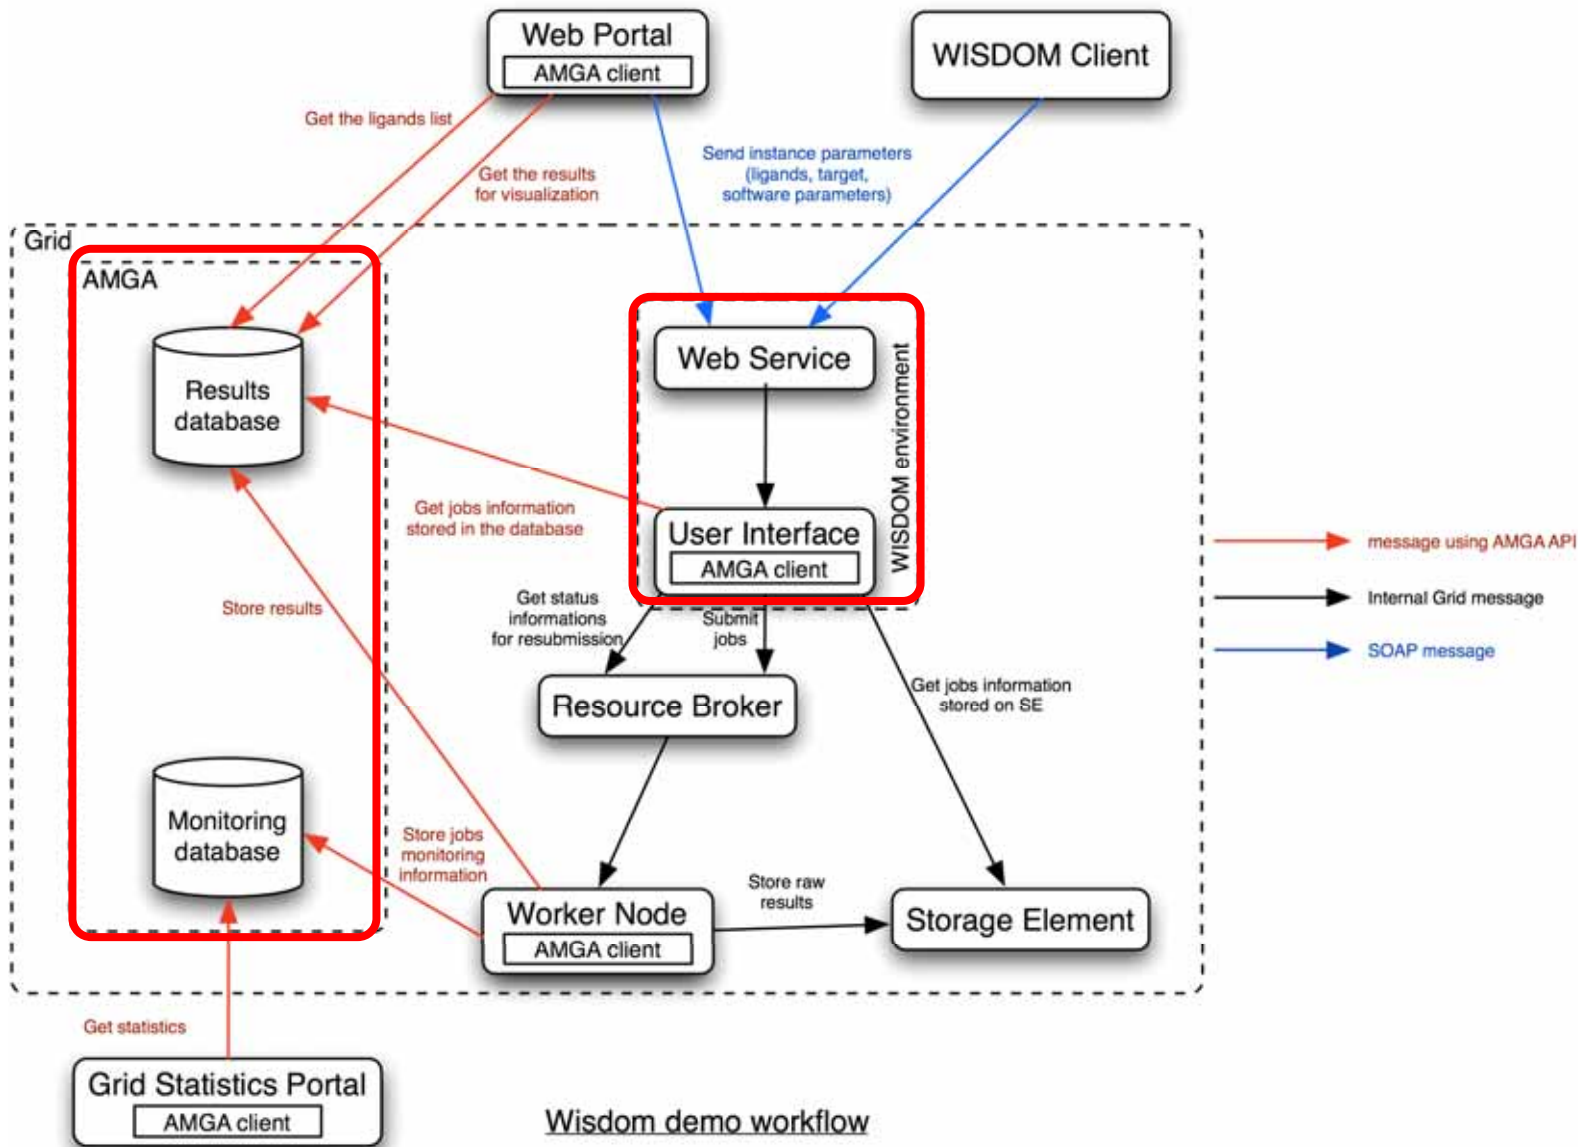 Web Portal
AMGA client
WISDOM Client
Get the ligands list
Send instance parameters
(ligands, target,
software parameters)
Get the results
for visualization
Grid
AMGA
Results
database
Web Service
WISDOM environment
Get jobs information
stored in the database
User Interface
AMGA client
message using AMGA API
Internal Grid message
SOAP message
Get status
informations
for resubmission
Submit
jobs
Store results
Resource Broker
Get jobs information
stored on SE
Monitoring
database
Store jobs
monitoring
information
Store raw
results
Worker Node
AMGA client
Storage Element
Get statistics
Grid Statistics Portal
AMGA client
Wisdom demo workflow